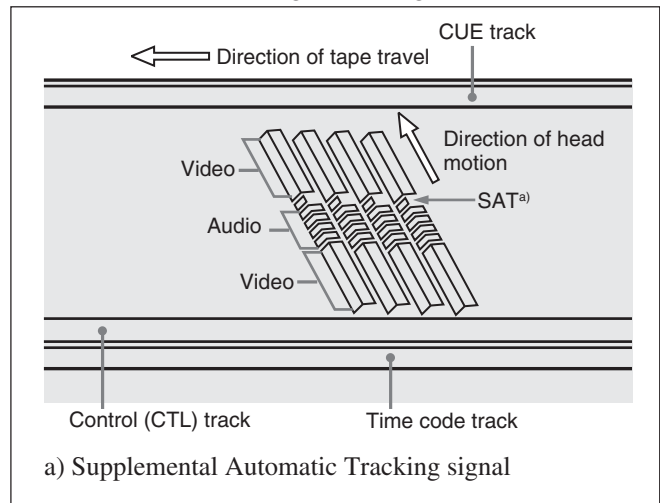 CUE track
Direction of tape travel
Direction of head
motion
Video
SATa)
Audio
Video
Control (CTL) track
Time code track
a) Supplemental Automatic Tracking signal